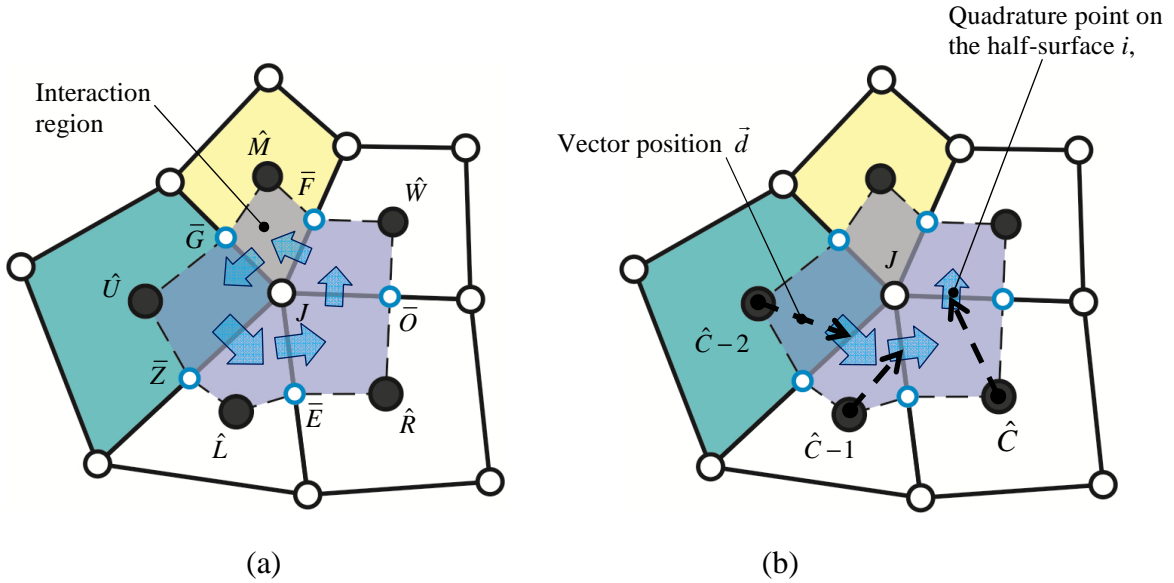 Interaction
region
M̂
F̅
Ŵ
G̅
Û
J
O̅
Z̅
E̅
L̂
R̂
(a)
Quadrature point on
the half-surface i,
Vector position d⃗
J
Ĉ−2
Ĉ−1
Ĉ
(b)